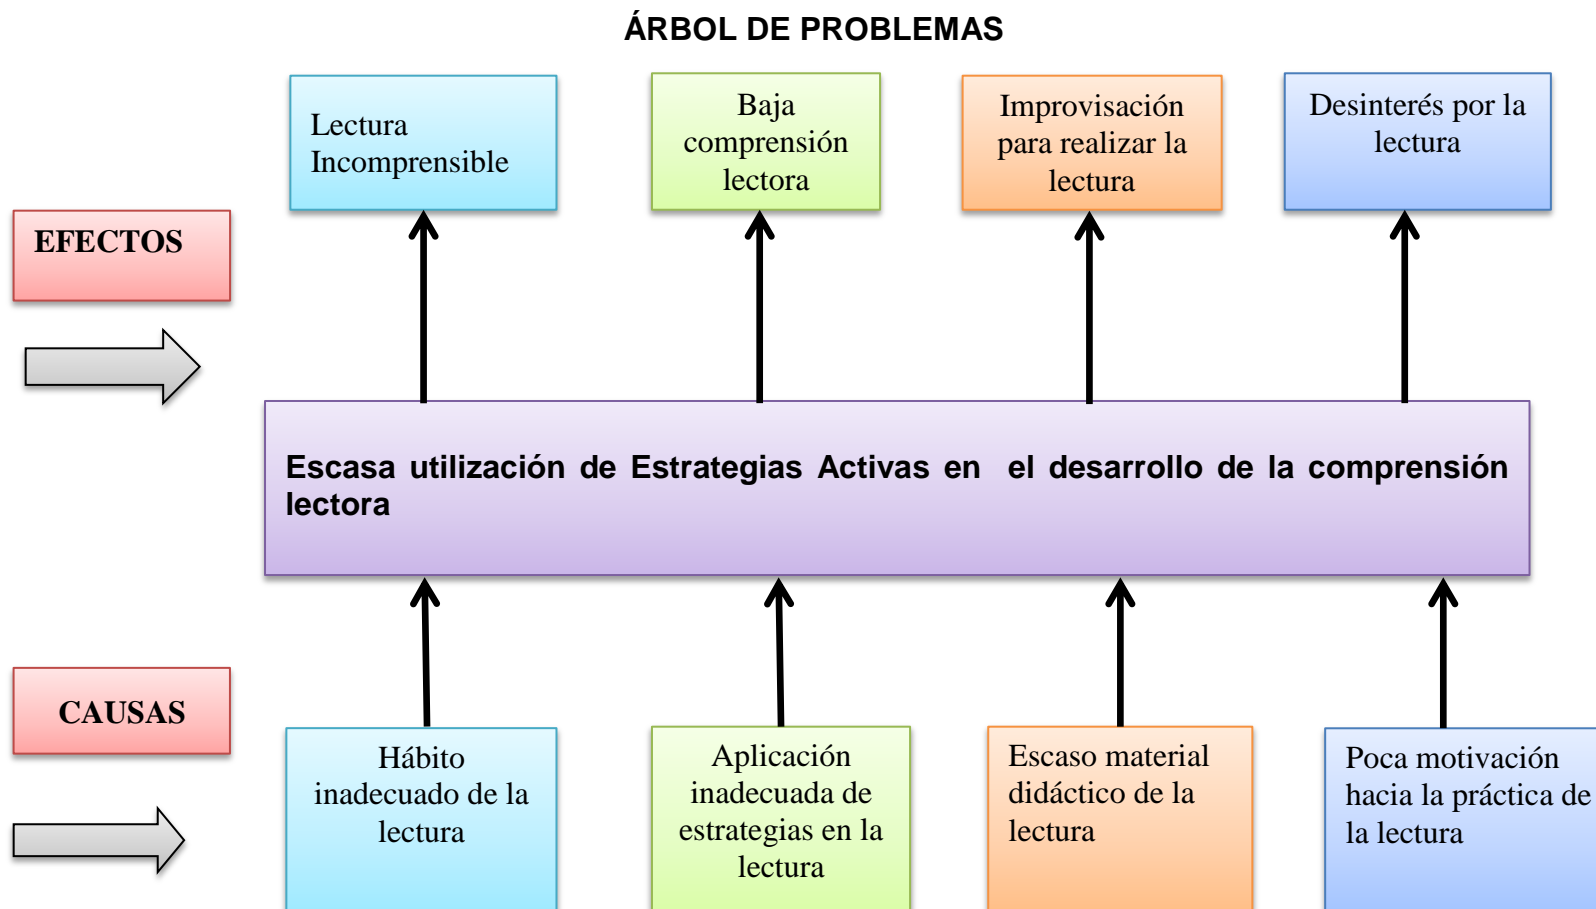 ÁRBOL DE PROBLEMAS
Lectura
Incomprensible
Baja
comprensión
lectora
Improvisación
para realizar la
lectura
Desinterés por la
lectura
EFECTOS
Escasa utilización de Estrategias Activas en el desarrollo de la comprensión
lectora
CAUSAS
Hábito
inadecuado de la
lectura
Aplicación
inadecuada de
estrategias en la
lectura
Escaso material
didáctico de la
lectura
Poca motivación
hacia la práctica de
la lectura